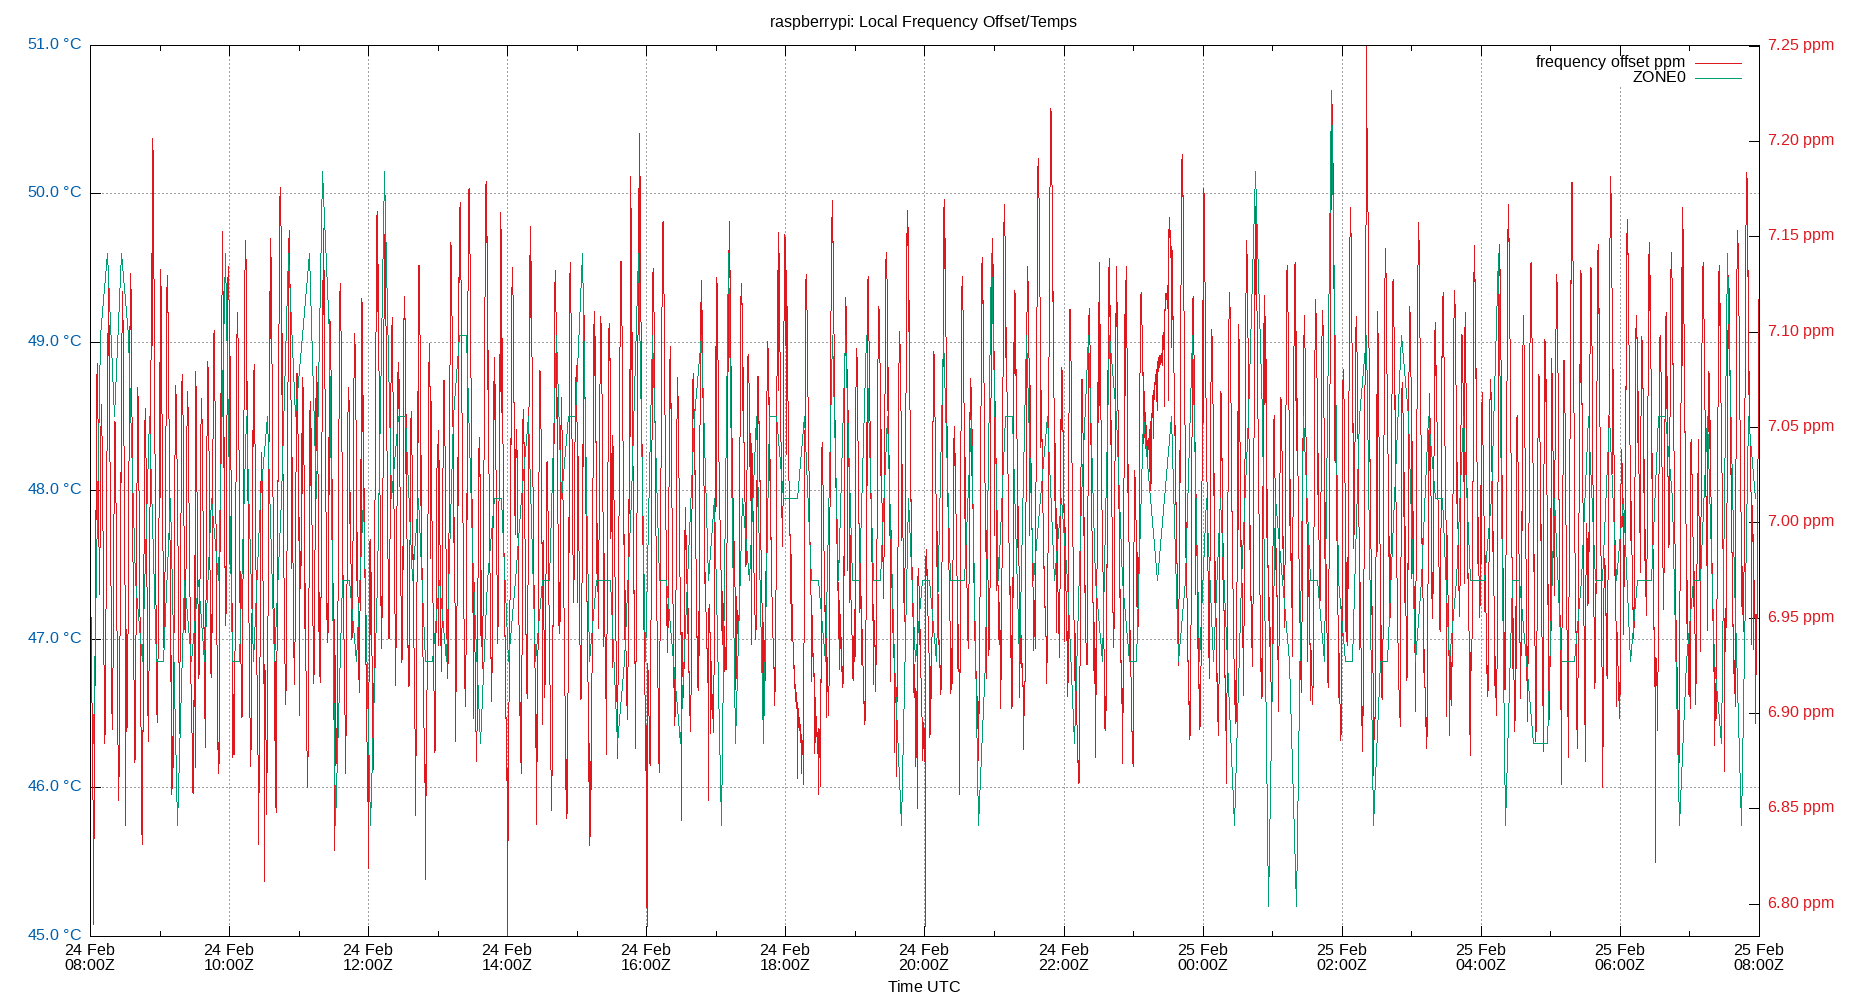 raspberrypi: Local Frequency Offset/Temps
51.0 °C
50.0 °C
49.0 °C
48.0 °C
47.0 °C
46.0 °C
45.0 °C
7.25 ppm
7.20 ppm
7.15 ppm
7.10 ppm
7.05 ppm
7.00 ppm
6.95 ppm
6.90 ppm
6.85 ppm
6.80 ppm
frequency offset ppm
ZONE0
24 Feb
08:00Z
24 Feb
10:00Z
24 Feb
12:00Z
24 Feb
14:00Z
24 Feb
16:00Z
24 Feb
18:00Z
24 Feb
20:00Z
24 Feb
22:00Z
25 Feb
00:00Z
25 Feb
02:00Z
25 Feb
04:00Z
25 Feb
06:00Z
25 Feb
08:00Z
Time UTC